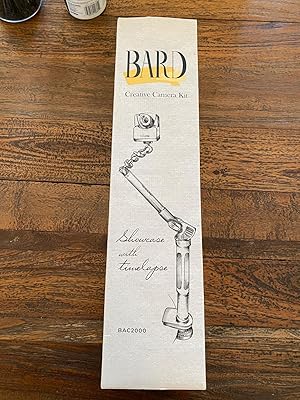 BARD
Creative Camera Kit
Showcase
with
timelapse
BAC2000